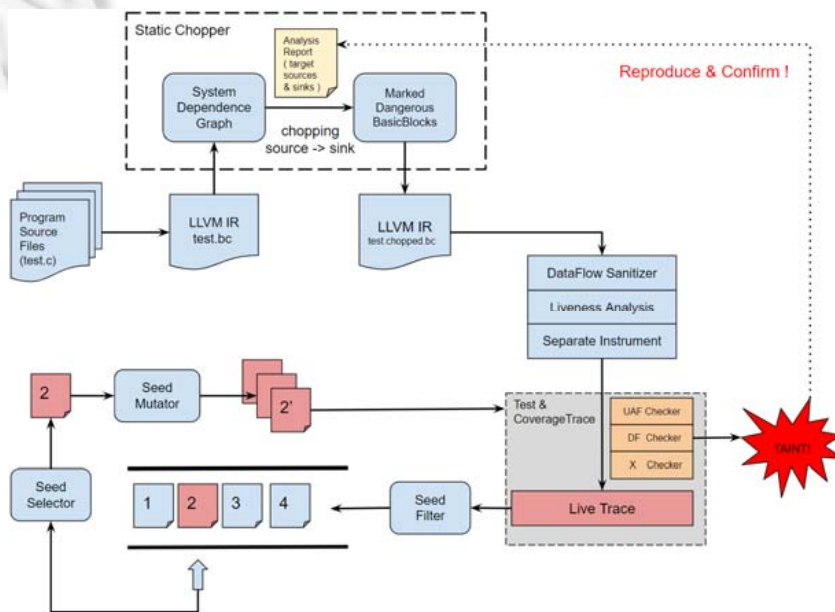 Static Chopper
Analysis
Report
( target
sources
& sinks )
Reproduce & Confirm !
System
Dependence
Graph
Marked
Dangerous
BasicBlocks
chopping
source -> sink
Program
Source
Files
(test.c)
LLVM IR
test.bc
LLVM IR
test.chopped.bc
DataFlow Sanitizer
Liveness Analysis
Separate Instrument
2
Seed
Mutator
2'
Test &
CoverageTrace
UAF Checker
DF Checker
X Checker
TAINT!
Seed
Selector
1
2
3
4
Seed
Filter
Live Trace